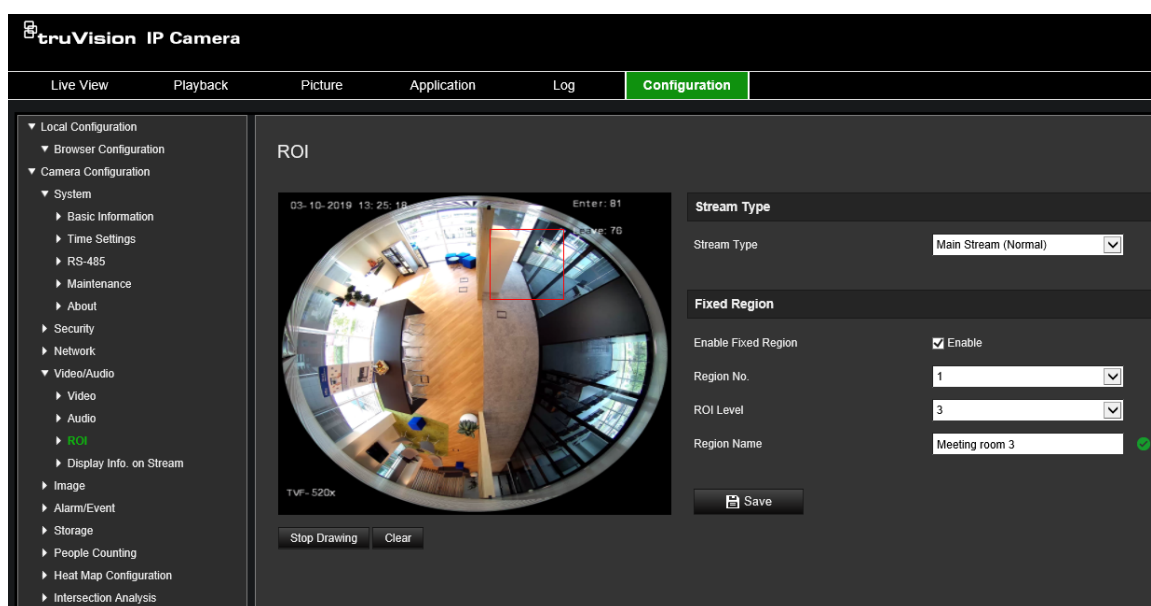 truVision IP Camera
Live View Playback Picture Application Log Configuration
Local Configuration
Browser Configuration
Camera Configuration
System
Basic Information
Time Settings
RS-485
Maintenance
About
Security
Network
Video/Audio
Video
Audio
ROI
Display Info. on Stream
Image
Alarm/Event
Storage
People Counting
Heat Map Configuration
Intersection Analysis
ROI
03-10-2019 13:25:18 Enter: 81
Leave: 78
TVF-520x
Stop Drawing Clear
Stream Type
Stream Type Main Stream (Normal)
Fixed Region
Enable Fixed Region Enable
Region No. 1
ROI Level 3
Region Name Meeting room 3
Save